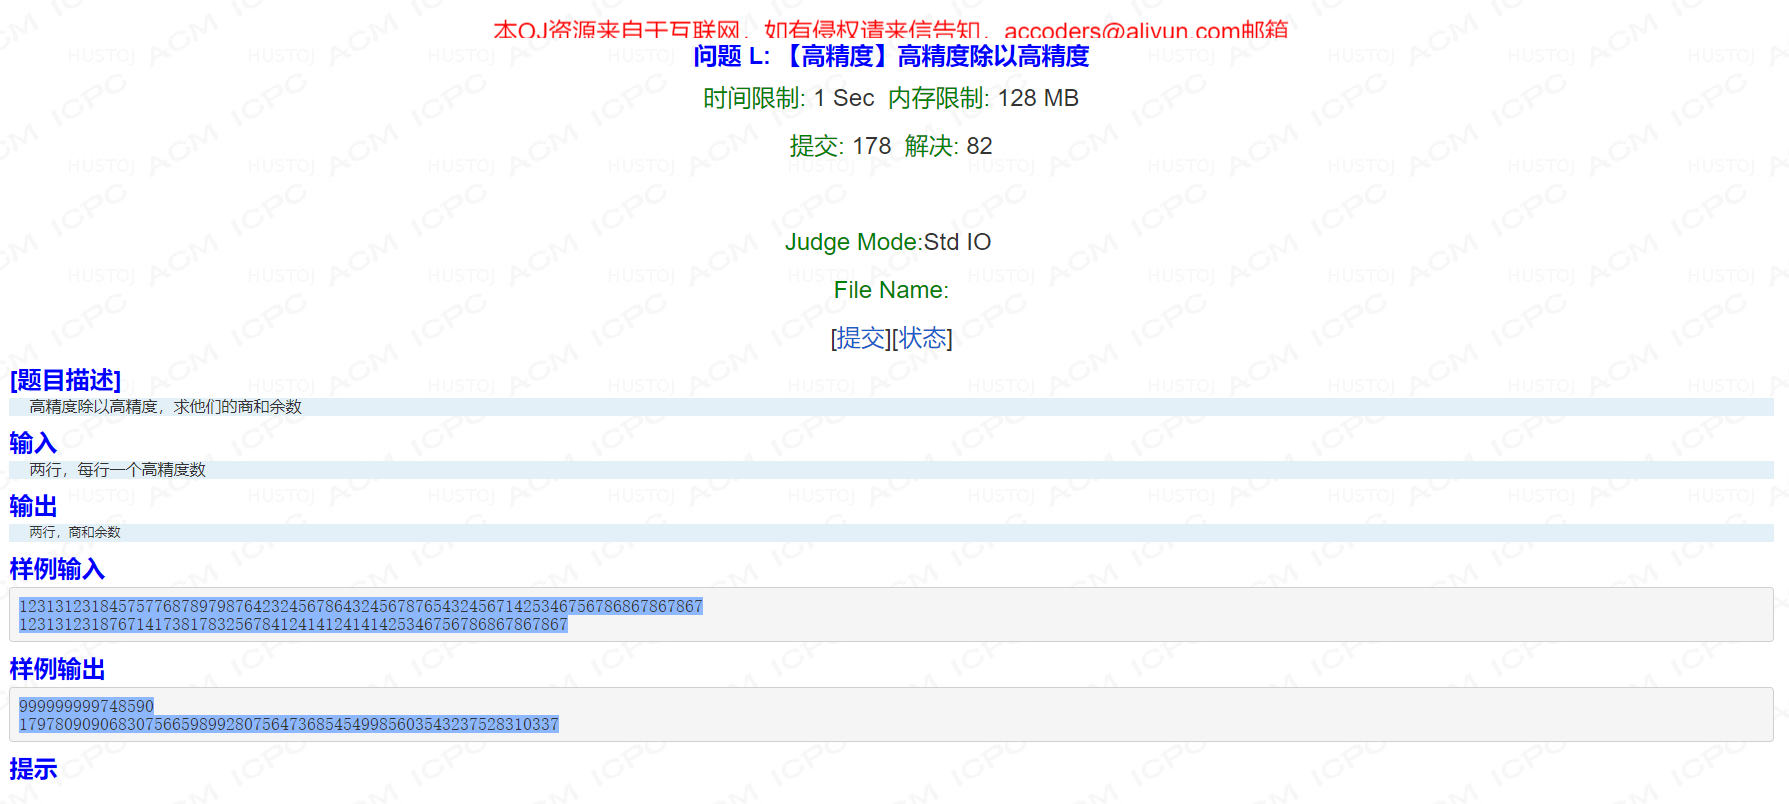 本OJ资源来自于互联网，如有侵权请来信告知，accoders@aliyun.com邮箱
问题 L: 【高精度】高精度除以高精度
时间限制: 1 Sec  内存限制: 128 MB
提交: 178  解决: 82
Judge Mode:Std IO
File Name:
[提交][状态]
[题目描述]
高精度除以高精度，求他们的商和余数
输入
两行，每行一个高精度数
输出
两行，商和余数
样例输入
1231312318457577687897987642324567864324567876543245671425346756786867867867
1231312318767141738178325678412414124141425346756786867867867
样例输出
999999999748590
179780909068307566598992807564736854549985603543237528310337
提示